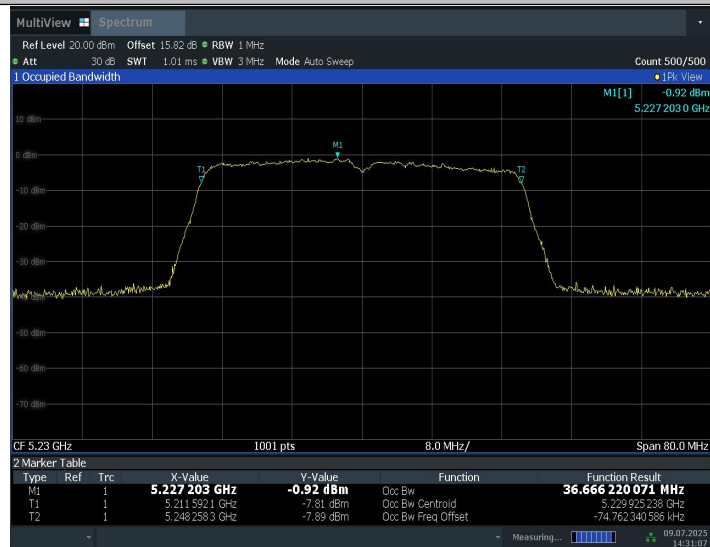 MultiView Spectrum
Ref Level 20.00 dBm Offset 15.82 dB RBW 1 MHz
Att 30 dB SWT 1.01 ms VBW 3 MHz Mode Auto Sweep Count 500/500
1 Occupied Bandwidth 1Pk View
M1[1] -0.92 dBm
5.227 203 0 GHz
10 dBm
M1
0 dBm
T1 T2
-10 dBm
-20 dBm
-30 dBm
-40 dBm
-50 dBm
-60 dBm
-70 dBm
CF 5.23 GHz 1001 pts 8.0 MHz/ Span 80.0 MHz
2 Marker Table
Type Ref Trc X-Value Y-Value Function Function Result
M1 1 5.227 203 GHz -0.92 dBm Occ Bw 36.666 220 071 MHz
T1 1 5.211 592 1 GHz -7.81 dBm Occ Bw Centroid 5.229 925 238 GHz
T2 1 5.248 258 3 GHz -7.89 dBm Occ Bw Freq Offset -74.762 340 586 kHz
Measuring... 09.07.2025
14:31:07